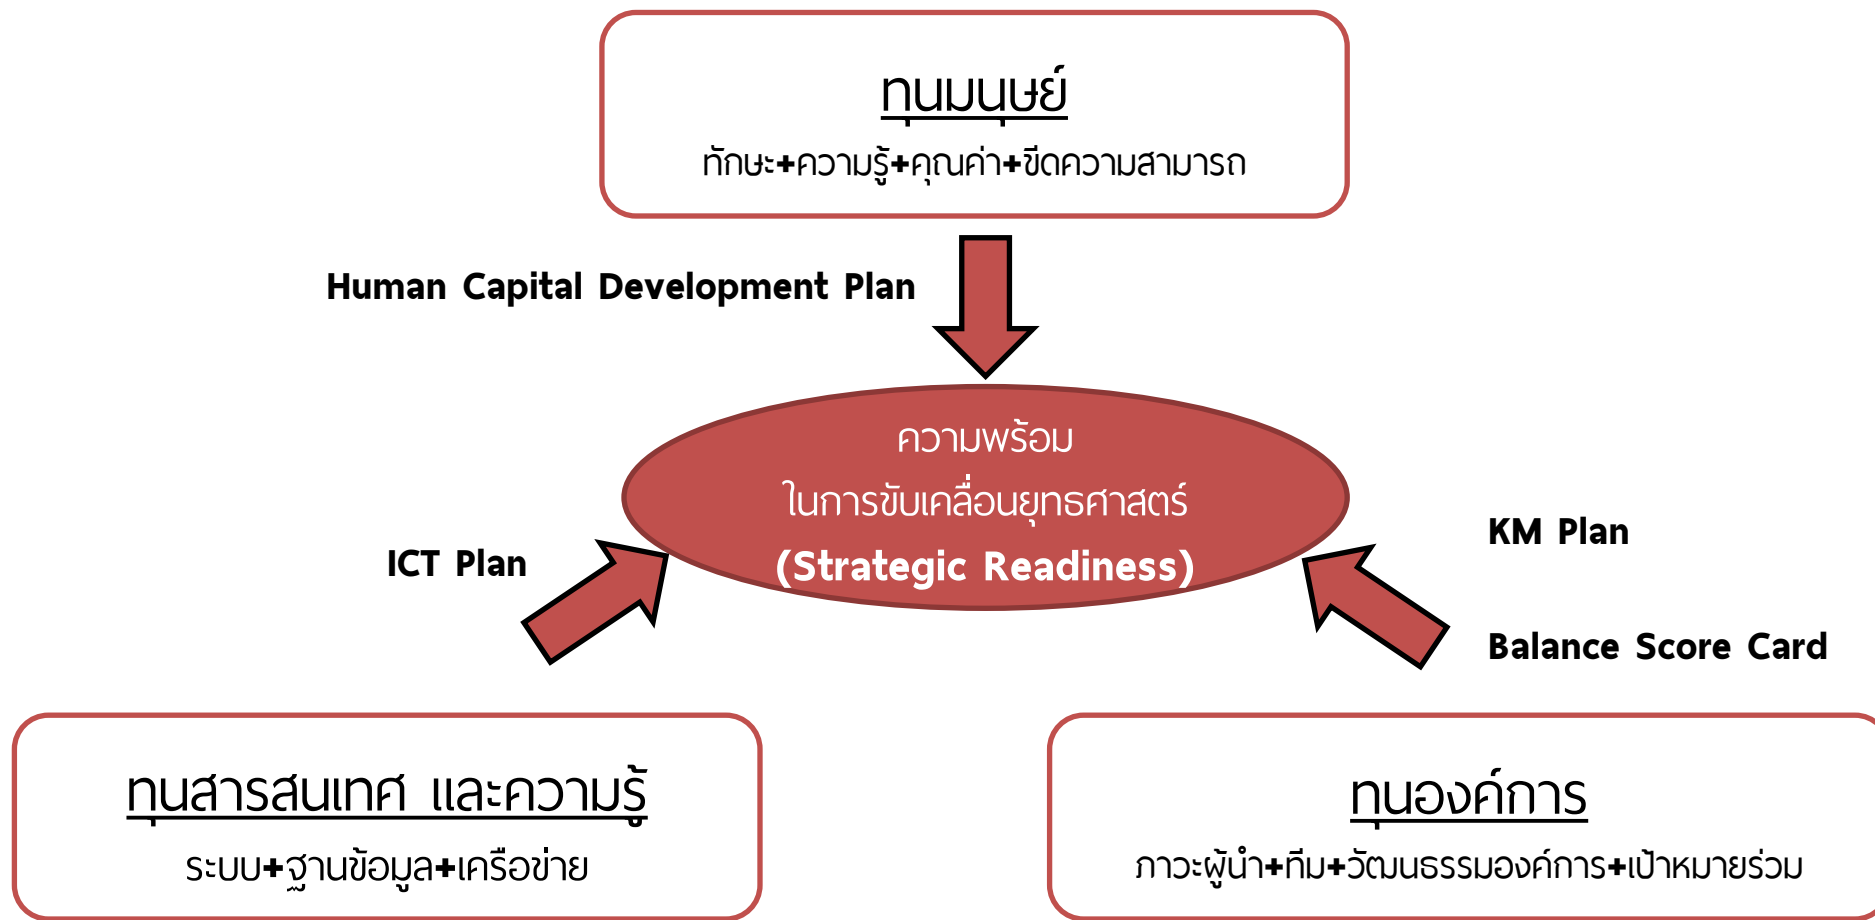 ทุนมนุษย์
ทักษะ+ความรู้+คุณค่า+ขีดความสามารถ
Human Capital Development Plan
ความพร้อม
ในการขับเคลื่อนยุทธศาสตร์
(Strategic Readiness)
ICT Plan
KM Plan
Balance Score Card
ทุนสารสนเทศ และความรู้
ระบบ+ฐานข้อมูล+เครือข่าย
ทุนองค์การ
ภาวะผู้นำ+ทีม+วัฒนธรรมองค์การ+เป้าหมายร่วม